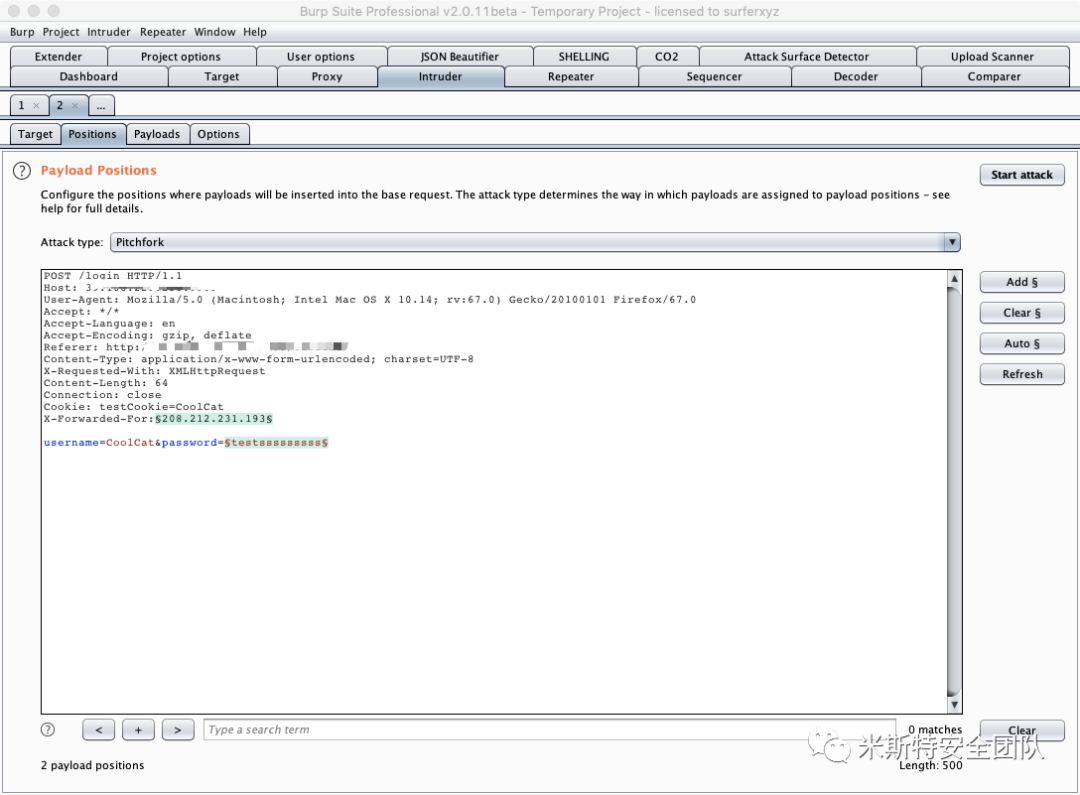 Burp Suite Professional v2.0.11beta - Temporary Project - licensed to surferxyz
Burp Project Intruder Repeater Window Help
Extender Project options User options JSON Beautifier SHELLING CO2 Attack Surface Detector Upload Scanner
Dashboard Target Proxy Intruder Repeater Sequencer Decoder Comparer
1 × 2 × ...
Target Positions Payloads Options
? Payload Positions
Start attack
Configure the positions where payloads will be inserted into the base request. The attack type determines the way in which payloads are assigned to payload positions - see
help for full details.
Attack type: Pitchfork
POST /login HTTP/1.1
Host:
User-Agent: Mozilla/5.0 (Macintosh; Intel Mac OS X 10.14; rv:67.0) Gecko/20100101 Firefox/67.0
Accept: */*
Accept-Language: en
Accept-Encoding: gzip, deflate
Referer: http:/
Content-Type: application/x-www-form-urlencoded; charset=UTF-8
X-Requested-With: XMLHttpRequest
Content-Length: 64
Connection: close
Cookie: testCookie=CoolCat
X-Forwarded-For:§208.212.231.193§
username=CoolCat&password=§testsssssssss§
Add §
Clear §
Auto §
Refresh
? < + > Type a search term 0 matches Clear
米斯特安全团队
2 payload positions Length: 500